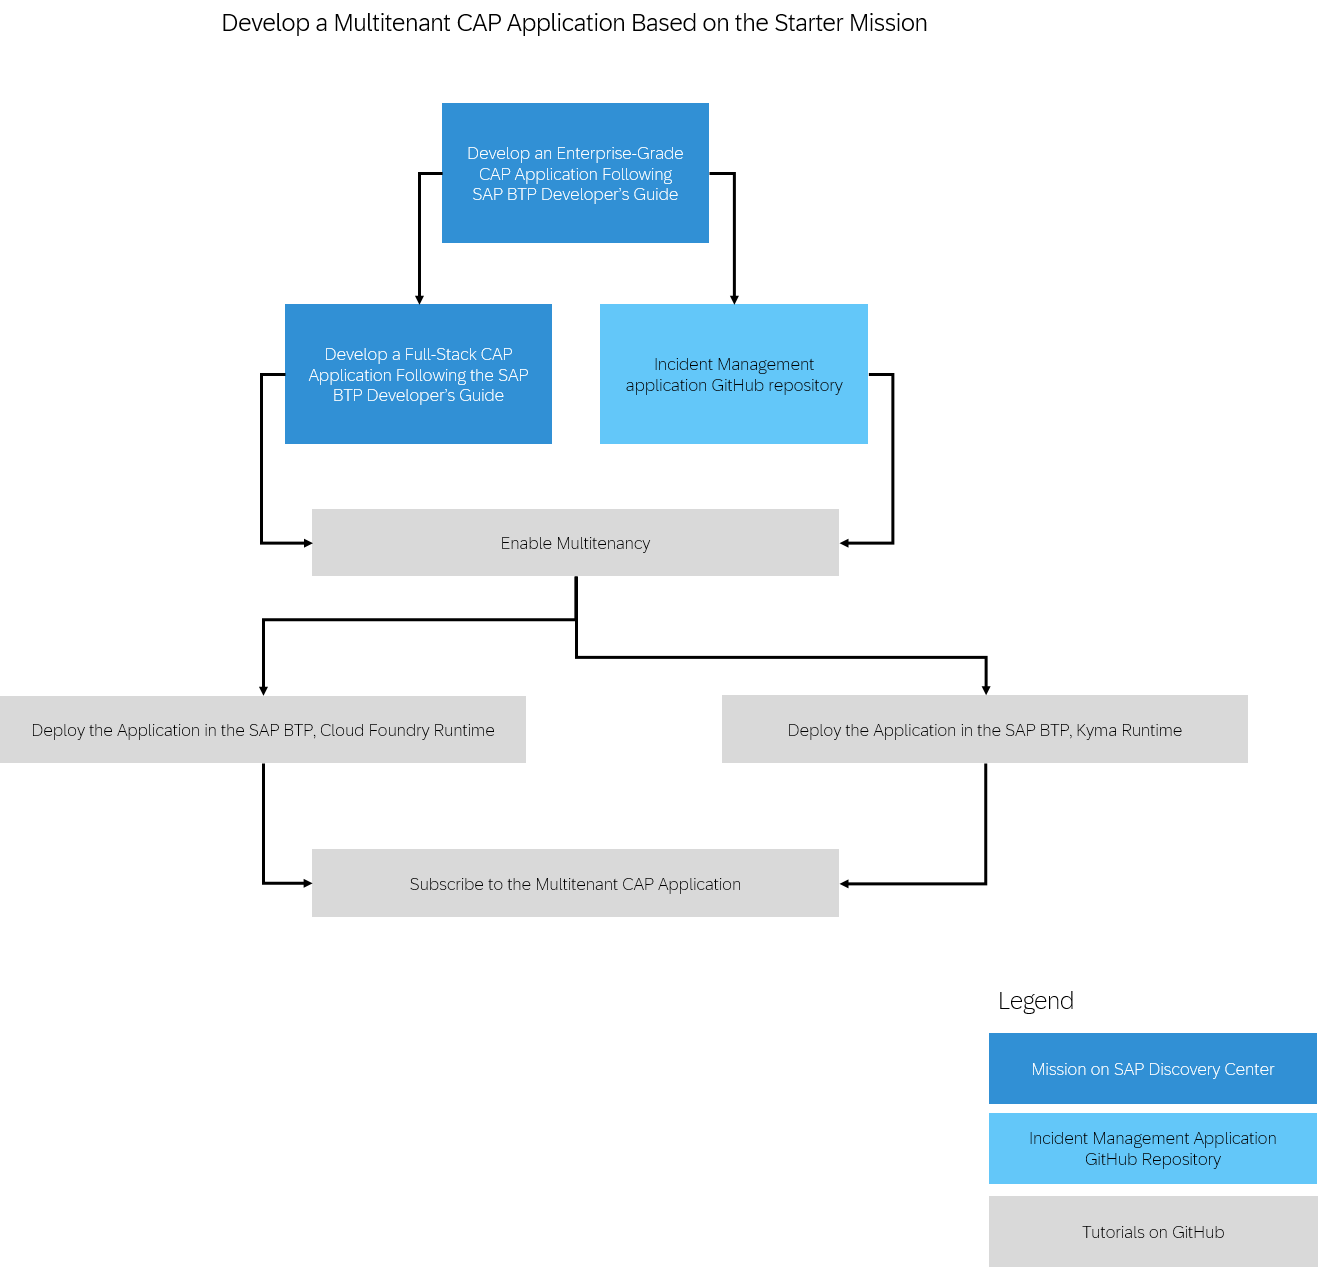 Develop a Multitenant CAP Application Based on the Starter Mission
Develop an Enterprise-Grade
CAP Application Following
SAP BTP Developer's Guide
Develop a Full-Stack CAP
Application Following the SAP
BTP Developer's Guide
Incident Management
application GitHub repository
Enable Multitenancy
Deploy the Application in the SAP BTP, Cloud Foundry Runtime
Deploy the Application in the SAP BTP, Kyma Runtime
Subscribe to the Multitenant CAP Application
Legend
Mission on SAP Discovery Center
Incident Management Application
GitHub Repository
Tutorials on GitHub